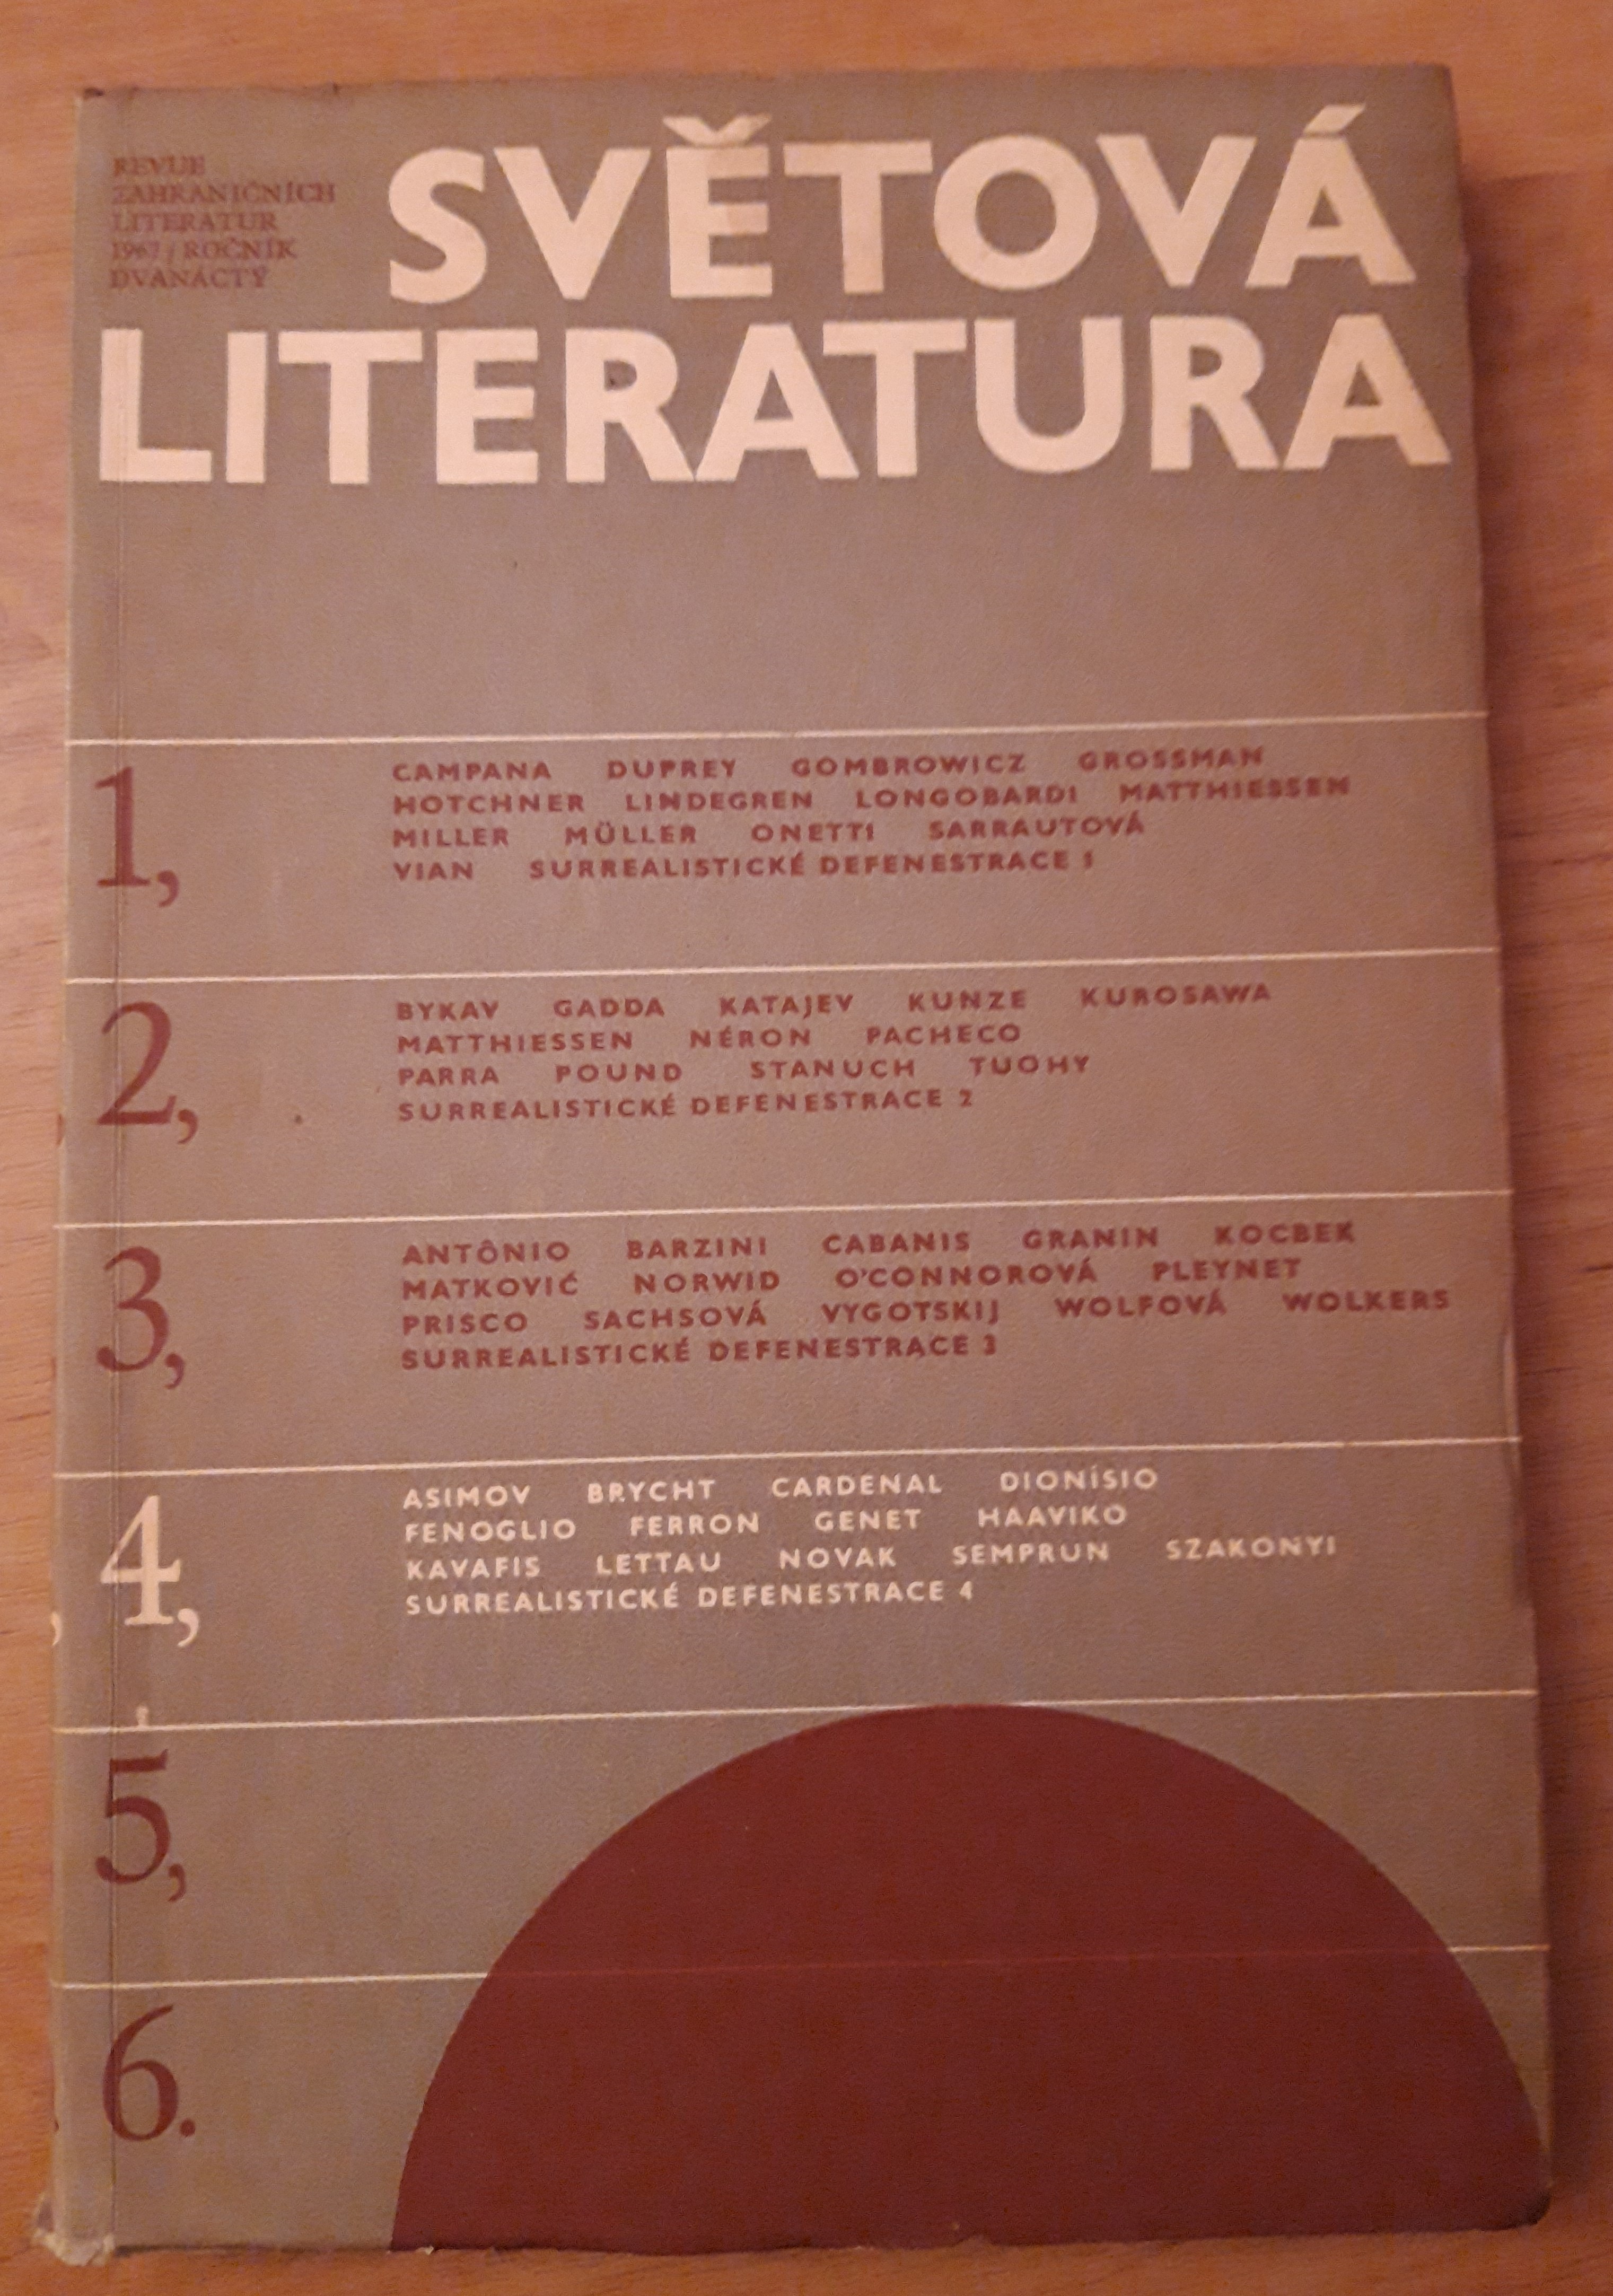 REVUE
ZAHRANIČNÍCH
LITERATUR
1967 / ROČNÍK
DVANÁCTÝ
SVĚTOVÁ
LITERATURA
1,
CAMPANA DUPREY GOMBROWICZ GROSSMAN
HOTCHNER LINDEGREN LONGOBARDI MATTHIESSEN
MILLER MÜLLER ONETTI SARRAUTOVÁ
VIAN SURREALISTICKÉ DEFENESTRACE 1
2,
BYKAV GADDA KATAJEV KUNZE KUROSAWA
MATTHIESSEN NÉRON PACHECO
PARRA POUND STANUCH TUOHY
SURREALISTICKÉ DEFENESTRACE 2
3,
ANTÔNIO BARZINI CABANIS GRANIN KOCBEK
MATKOVIĆ NORWID O'CONNOROVÁ PLEYNET
PRISCO SACHSOVÁ VYGOTSKIJ WOLFOVÁ WOLKERS
SURREALISTICKÉ DEFENESTRACE 3
4,
ASIMOV BRYCHT CARDENAL DIONÍSIO
FENOGLIO FERRON GENET HAAVIKO
KAVAFIS LETTAU NOVAK SEMPRUN SZAKONYI
SURREALISTICKÉ DEFENESTRACE 4
5,
6.